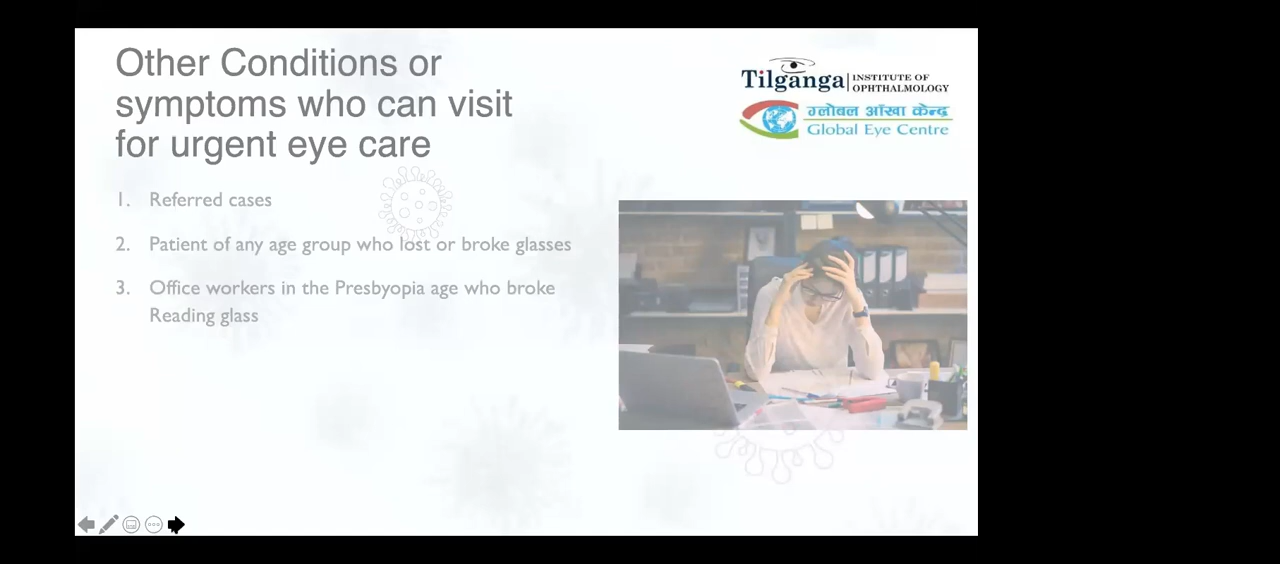 Other Conditions or
symptoms who can visit
for urgent eye care
Tilganga INSTITUTE OF
OPHTHALMOLOGY
ग्लोबल आँखा केन्द्र
Global Eye Centre
1. Referred cases
2. Patient of any age group who lost or broke glasses
3. Office workers in the Presbyopia age who broke
Reading glass